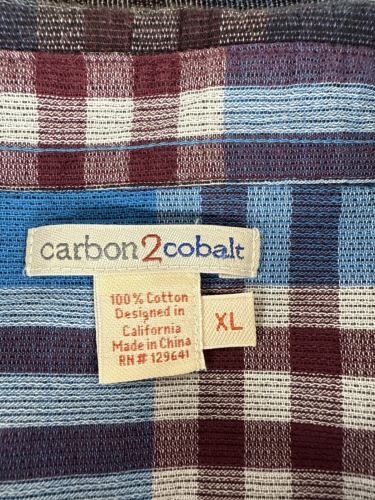 carbon2cobalt
100% Cotton
Designed in
California
Made in China
RN# 129641
XL